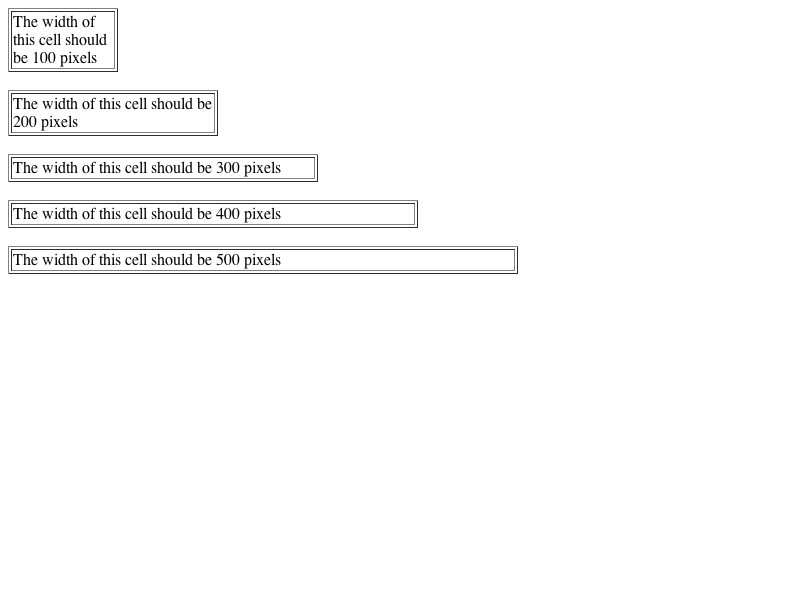 The width of
this cell should
be 100 pixels
The width of this cell should be
200 pixels
The width of this cell should be 300 pixels
The width of this cell should be 400 pixels
The width of this cell should be 500 pixels